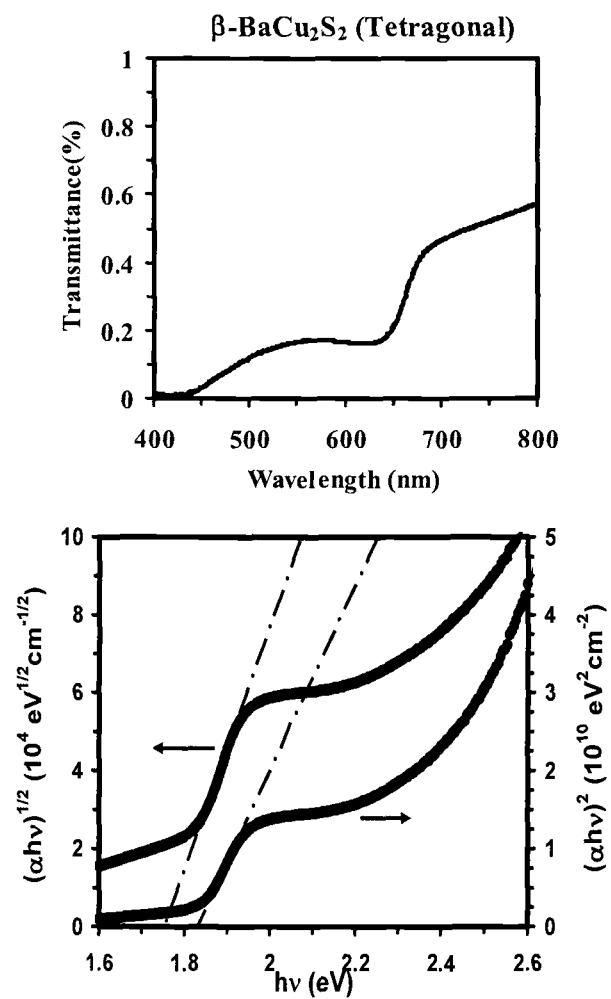 β-BaCu₂S₂ (Tetragonal)
1
0.8
0.6
0.4
0.2
0
Transmittance(%)
400 500 600 700 800
Wavelength (nm)
10
8
6
4
2
0
(αhν)^1/2 (10^4 eV^1/2cm^-1/2)
5
4
3
2
1
0
(αhν)^2 (10^10 eV^2cm^-2)
1.6 1.8 2 2.2 2.4 2.6
hν (eV)